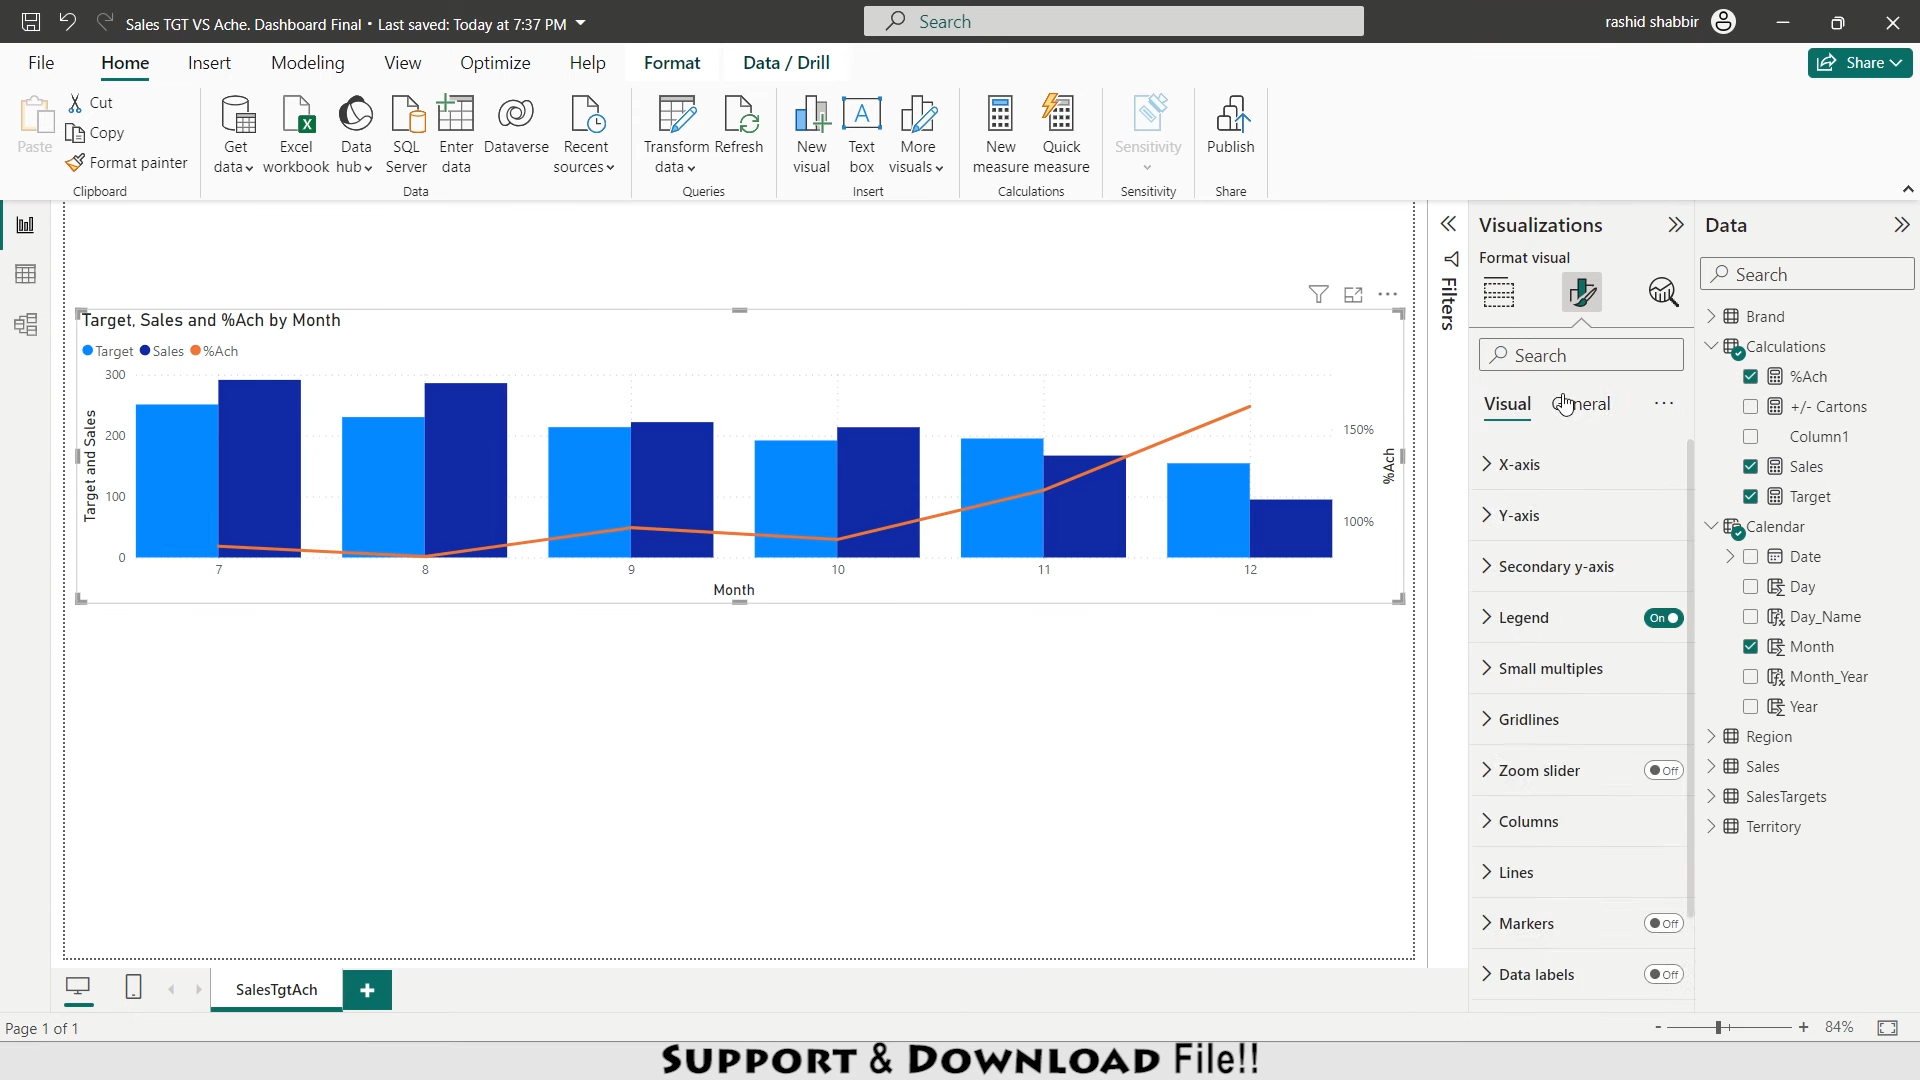 Sales TGT VS Ache. Dashboard Final • Last saved: Today at 7:37 PM
Search
rashid shabbir
File Home Insert Modeling View Optimize Help Format Data / Drill
Share
Paste
Cut
Copy
Format painter
Clipboard
Get data
Excel workbook
Data hub
SQL Server
Enter data
Dataverse
Recent sources
Data
Transform data
Refresh
Queries
New visual
Text box
More visuals
Insert
New measure
Quick measure
Calculations
Sensitivity
Sensitivity
Publish
Share
Target, Sales and %Ach by Month
Target Sales %Ach
Target and Sales
300
200
100
0
7 8 9 10 11 12
Month
150%
100%
%Ach
Filters
Visualizations
Format visual
Search
Visual General
X-axis
Y-axis
Secondary y-axis
Legend On
Small multiples
Gridlines
Zoom slider Off
Columns
Lines
Markers Off
Data labels Off
Data
Search
Brand
Calculations
%Ach
+/- Cartons
Column1
Sales
Target
Calendar
Date
Day
Day_Name
Month
Month_Year
Year
Region
Sales
SalesTargets
Territory
SalesTgtAch
Page 1 of 1
- + 84%
SUPPORT & DOWNLOAD File!!